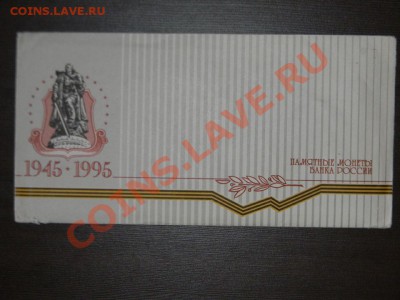 COINS.LAVE.RU
1945 · 1995
ПАМЯТНЫЕ МОНЕТЫ
БАНКА РОССИИ
COINS.LAVE.RU
COINS.LAVE.RU